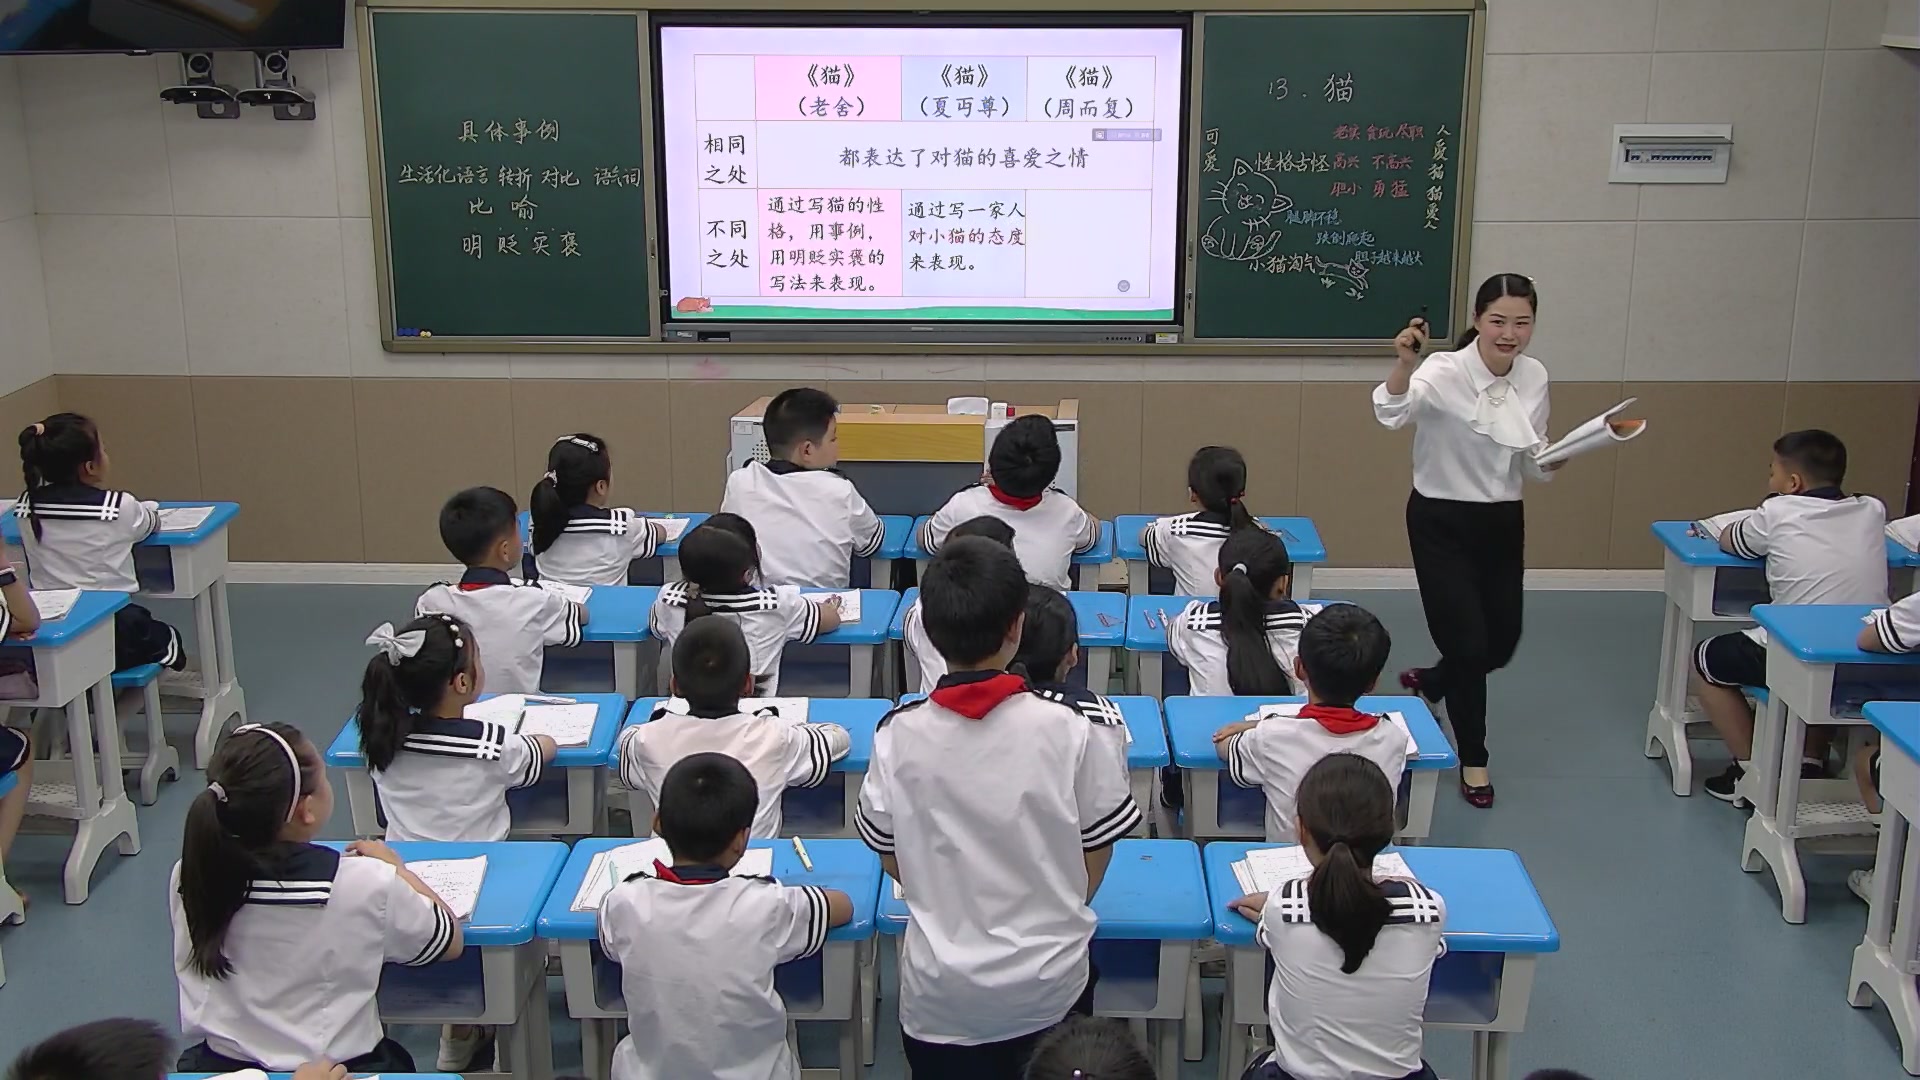 具体事例
生活化语言 转折 对比 语气词
比喻
明贬实褒
《猫》
（老舍）
《猫》
（夏丏尊）
《猫》
（周而复）
相同
之处
都表达了对猫的喜爱之情
不同
之处
通过写猫的性
格，用事例，
用明贬实褒的
写法来表现。
通过写一家人
对小猫的态度
来表现。
13.猫
可爱
性格古怪
老实 贪玩 尽职
高兴 不高兴
胆小 勇猛
腿脚不稳
跌倒爬起
胆子越来越大
小猫淘气
人爱猫 猫爱人